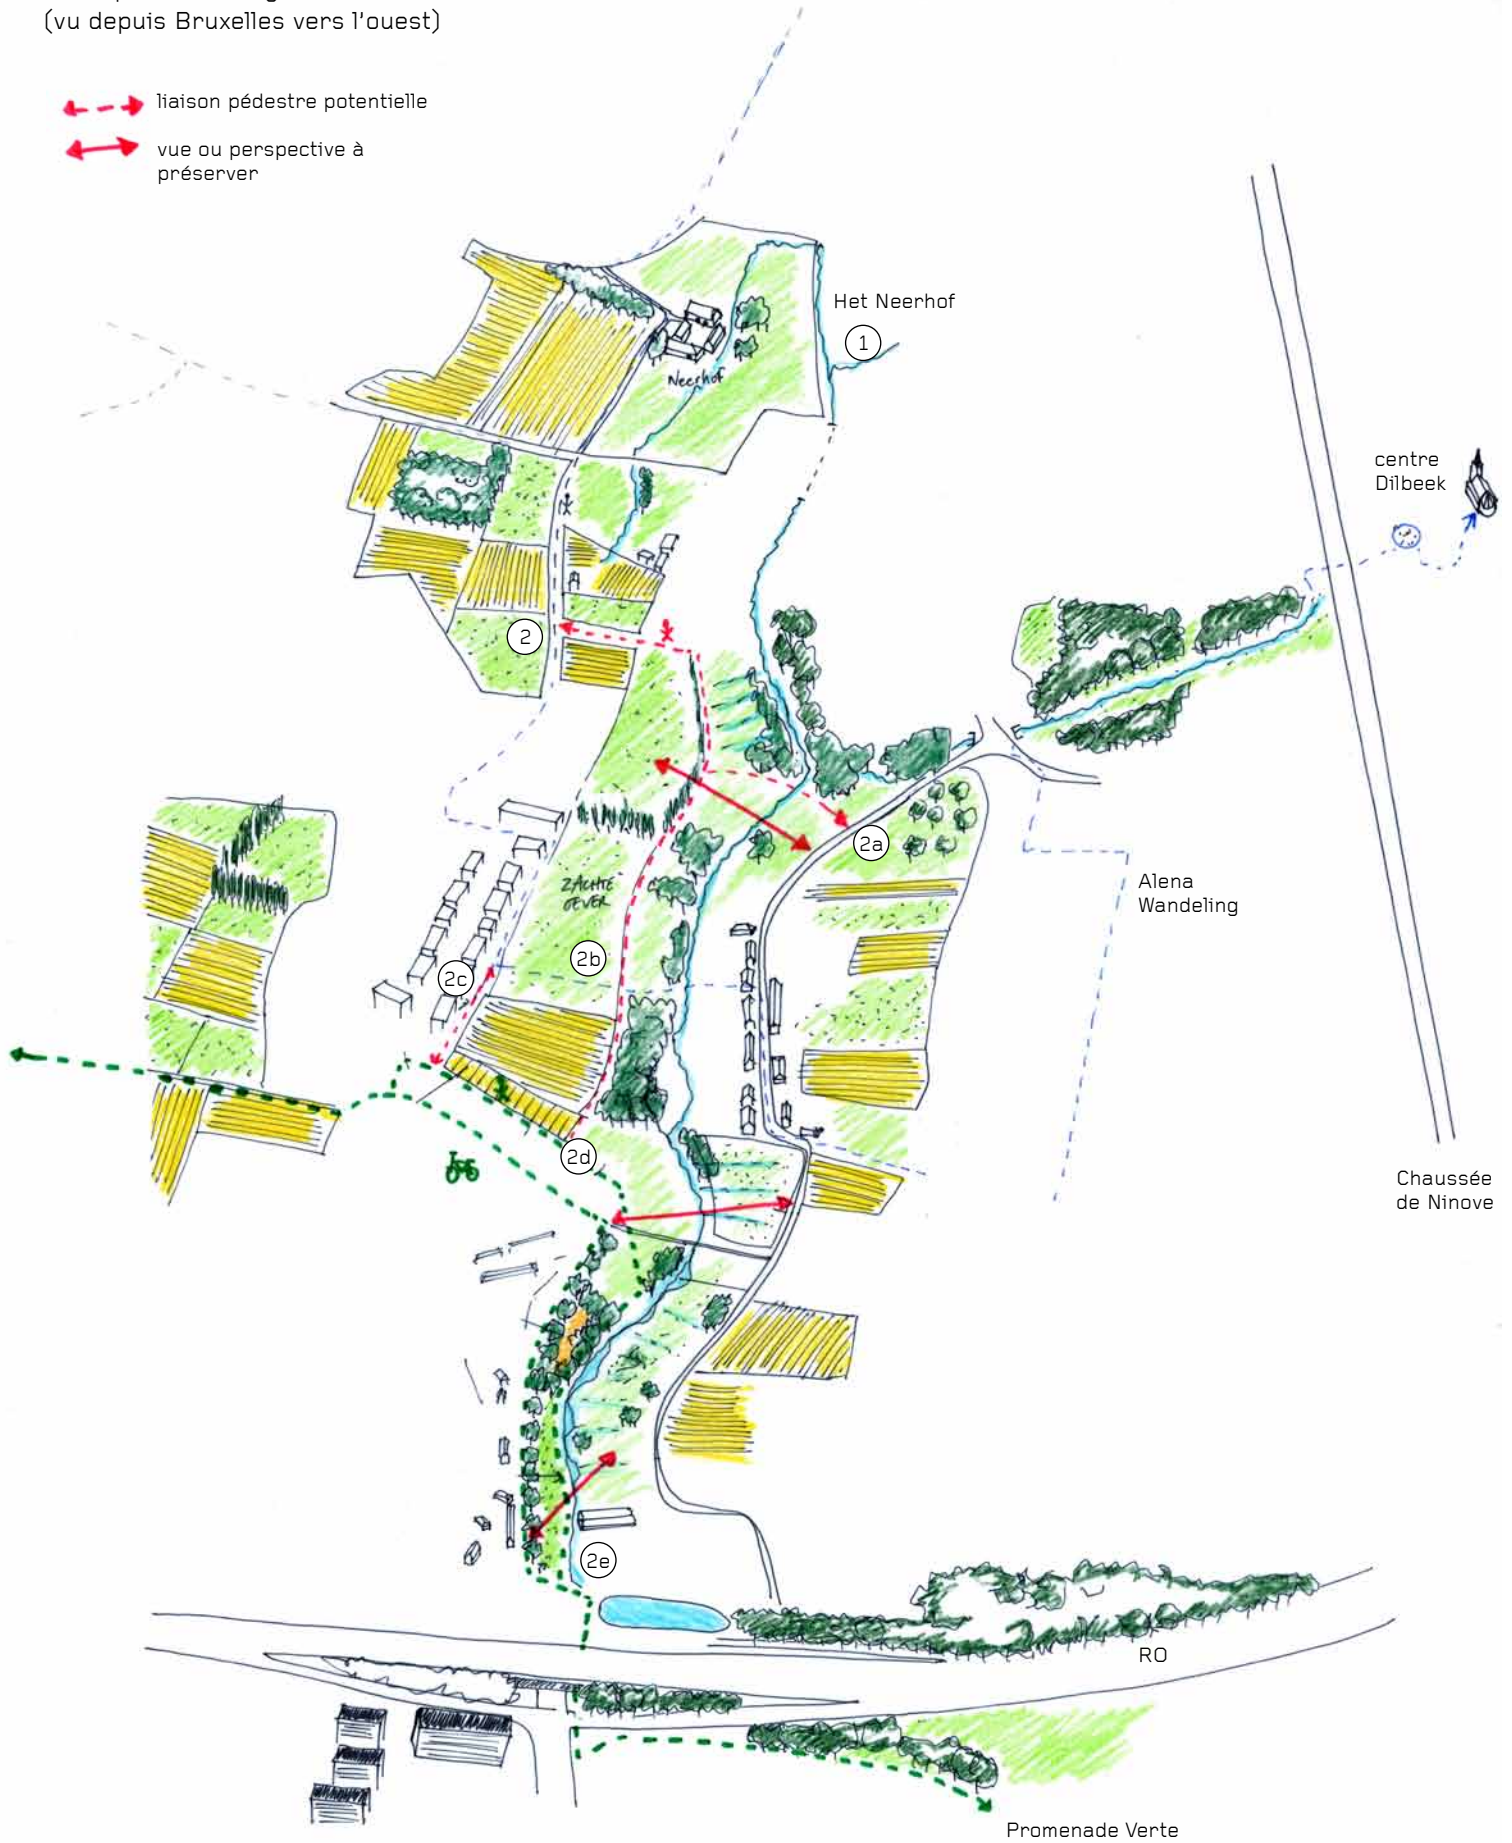 (vu depuis Bruxelles vers l'ouest)
liaison pédestre potentielle
vue ou perspective à
préserver
Het Neerhof
1
Neerhof
centre
Dilbeek
2
2a
ZACHTE
OEVER
Alena
Wandeling
2b
2c
2d
Chaussée
de Ninove
2e
RO
Promenade Verte